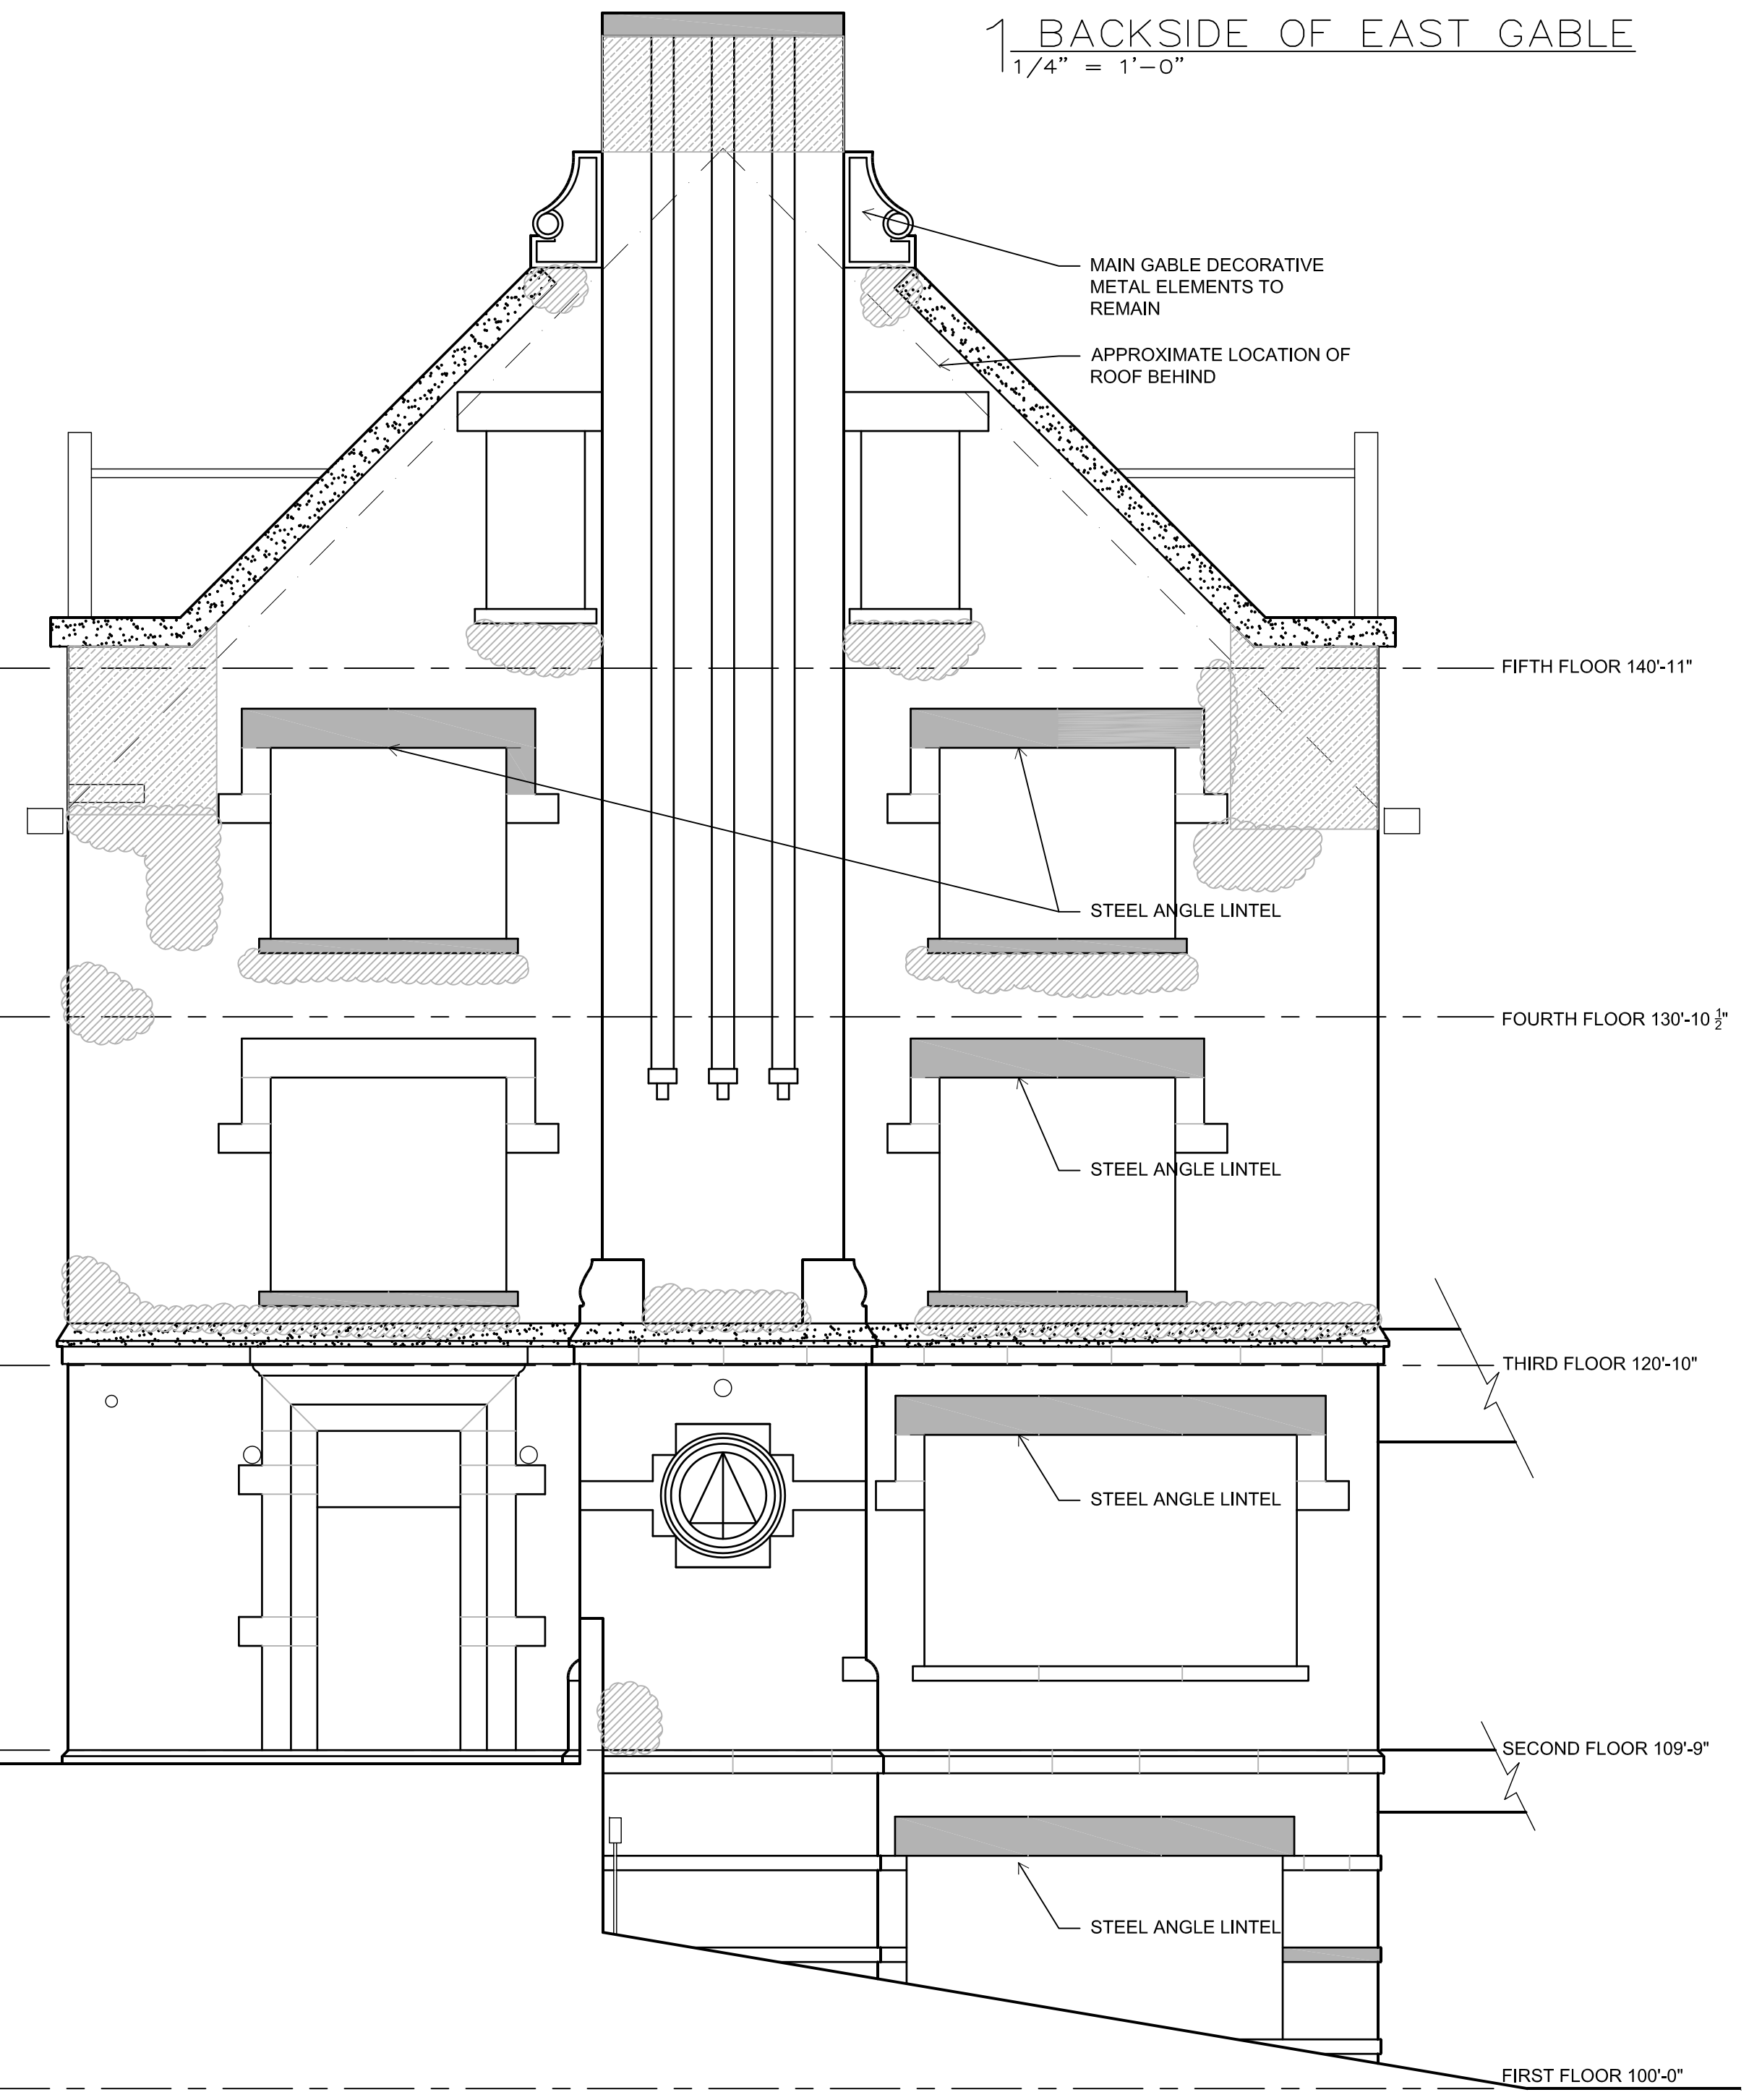 1 BACKSIDE OF EAST GABLE
1/4" = 1'-0"
MAIN GABLE DECORATIVE
METAL ELEMENTS TO
REMAIN
APPROXIMATE LOCATION OF
ROOF BEHIND
FIFTH FLOOR 140'-11"
STEEL ANGLE LINTEL
FOURTH FLOOR 130'-10 1/2"
STEEL ANGLE LINTEL
THIRD FLOOR 120'-10"
STEEL ANGLE LINTEL
SECOND FLOOR 109'-9"
STEEL ANGLE LINTEL
FIRST FLOOR 100'-0"